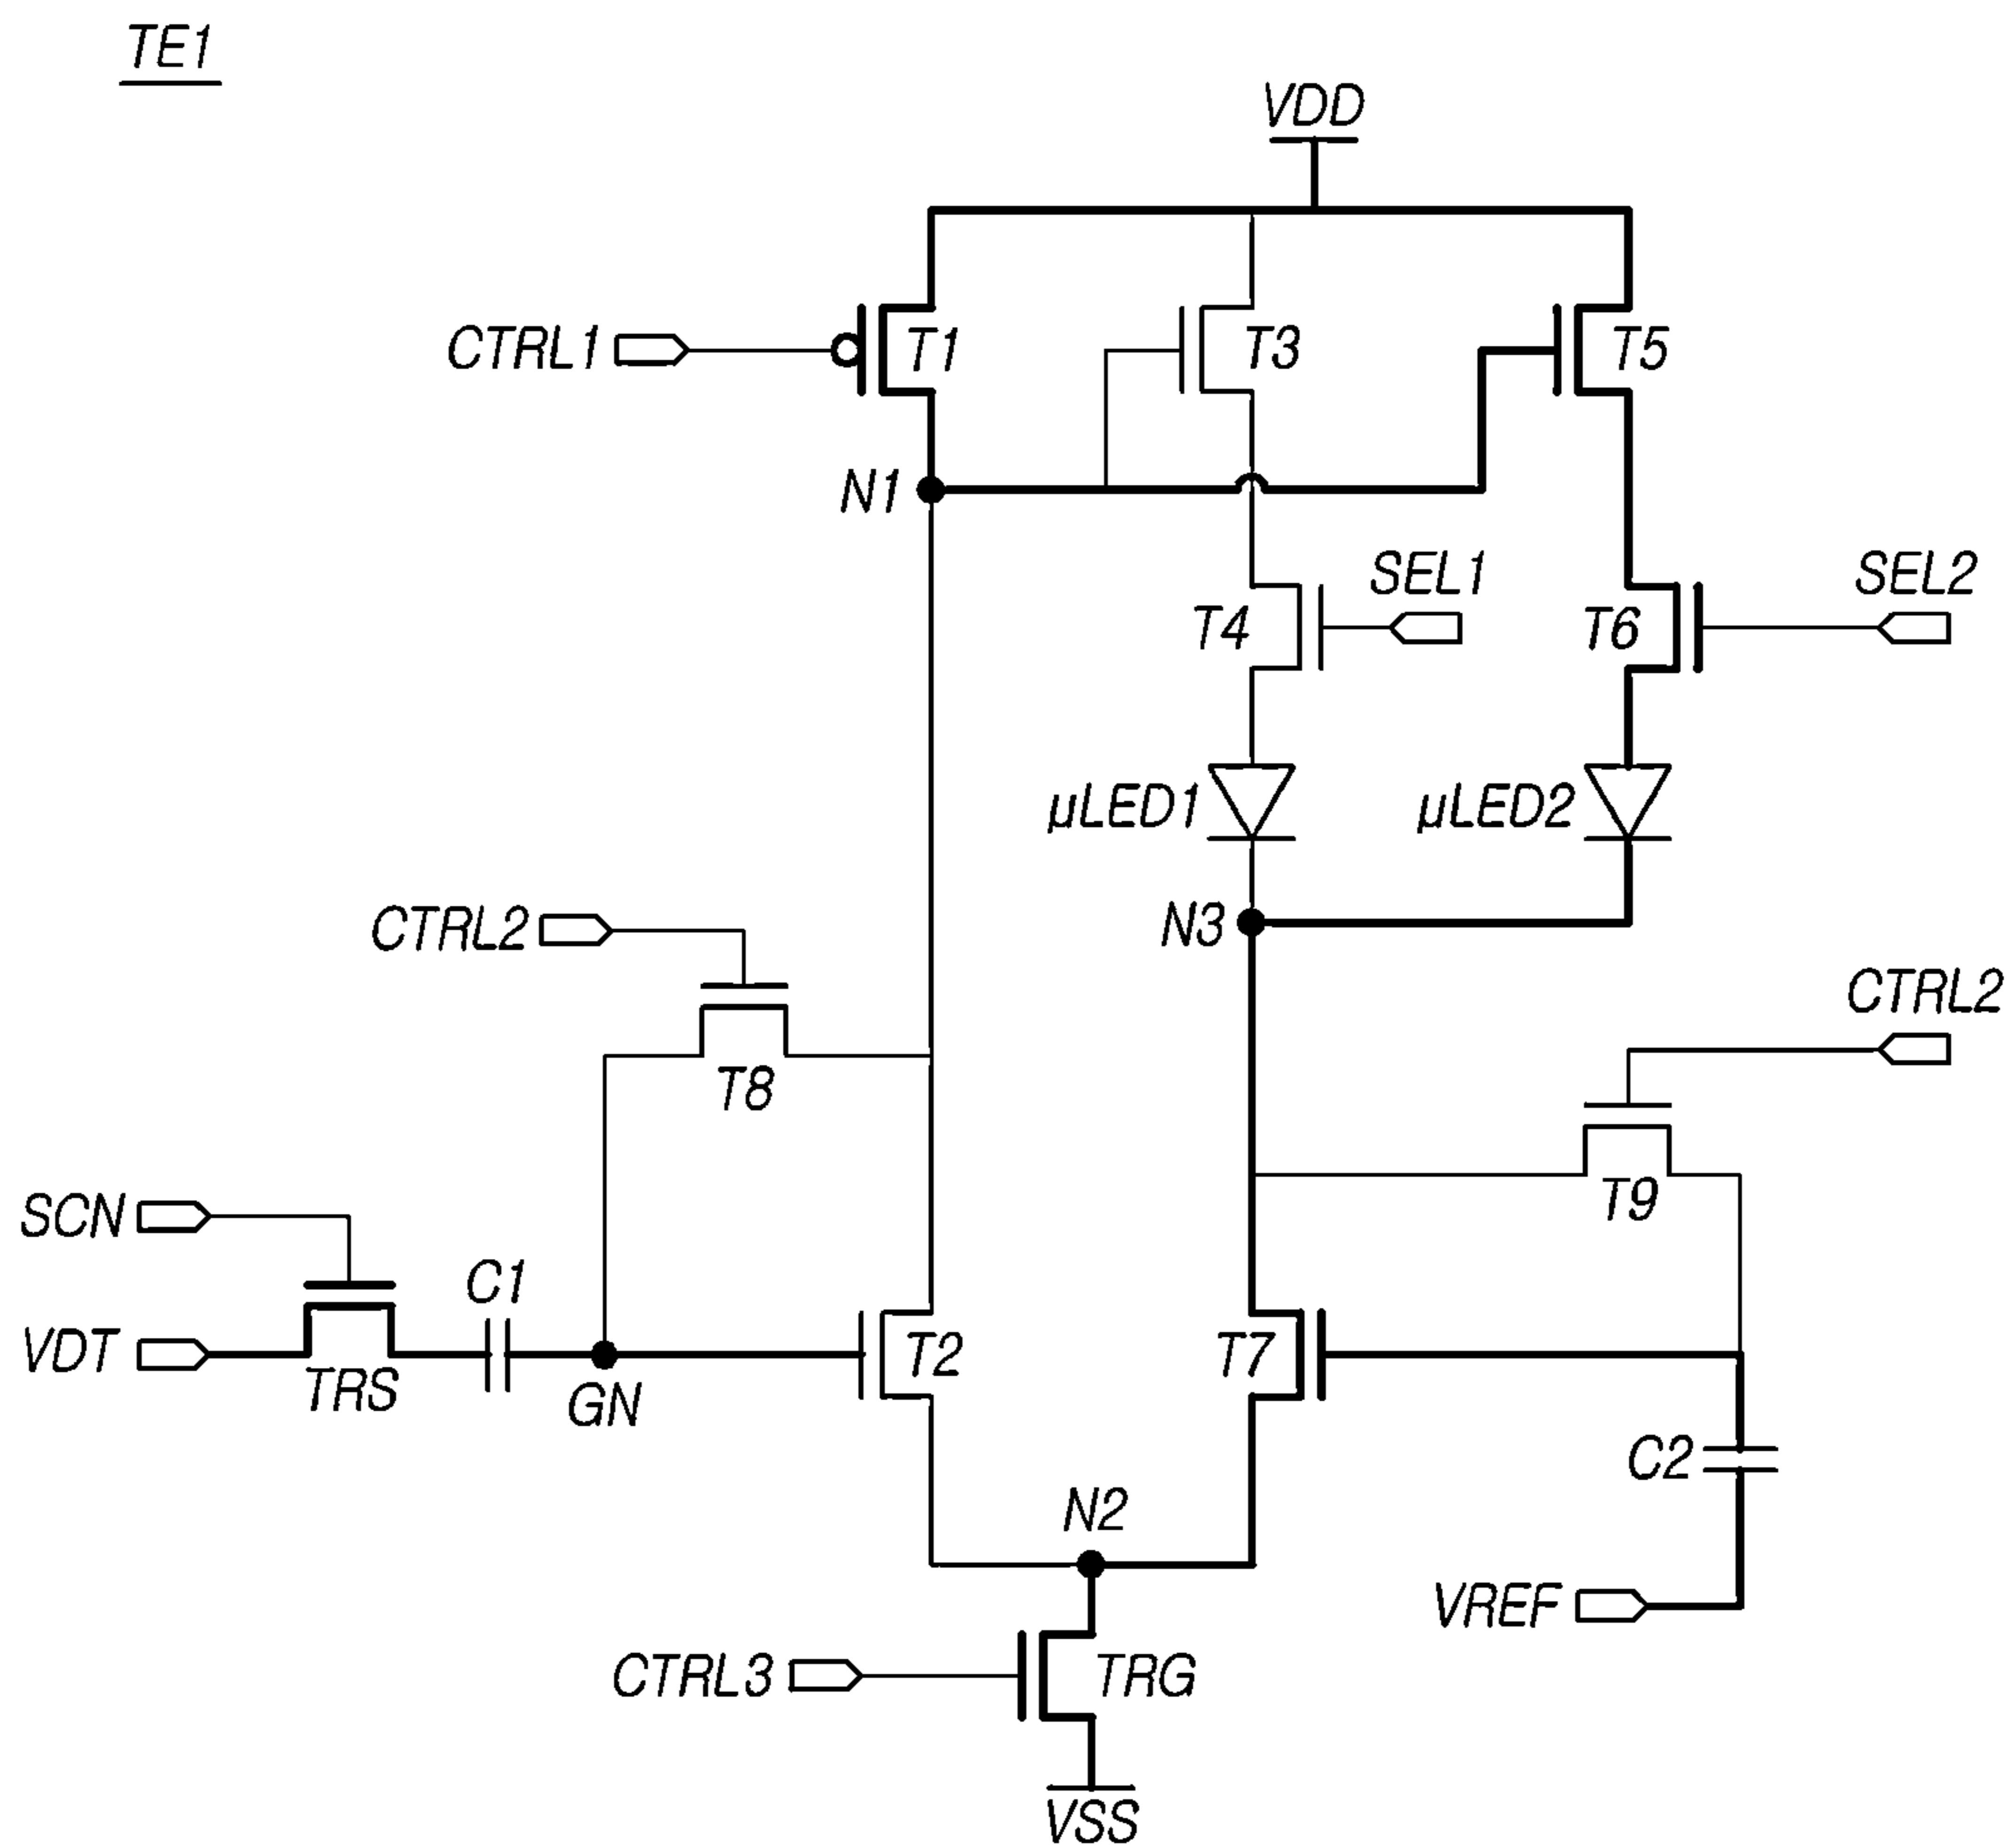 TE1
VDD
CTRL1
T1
T3
T5
N1
SEL1
SEL2
T4
T6
µLED1
µLED2
CTRL2
N3
CTRL2
T8
T9
SCN
C1
VDT
TRS
GN
T2
T7
C2
N2
VREF
CTRL3
TRG
VSS